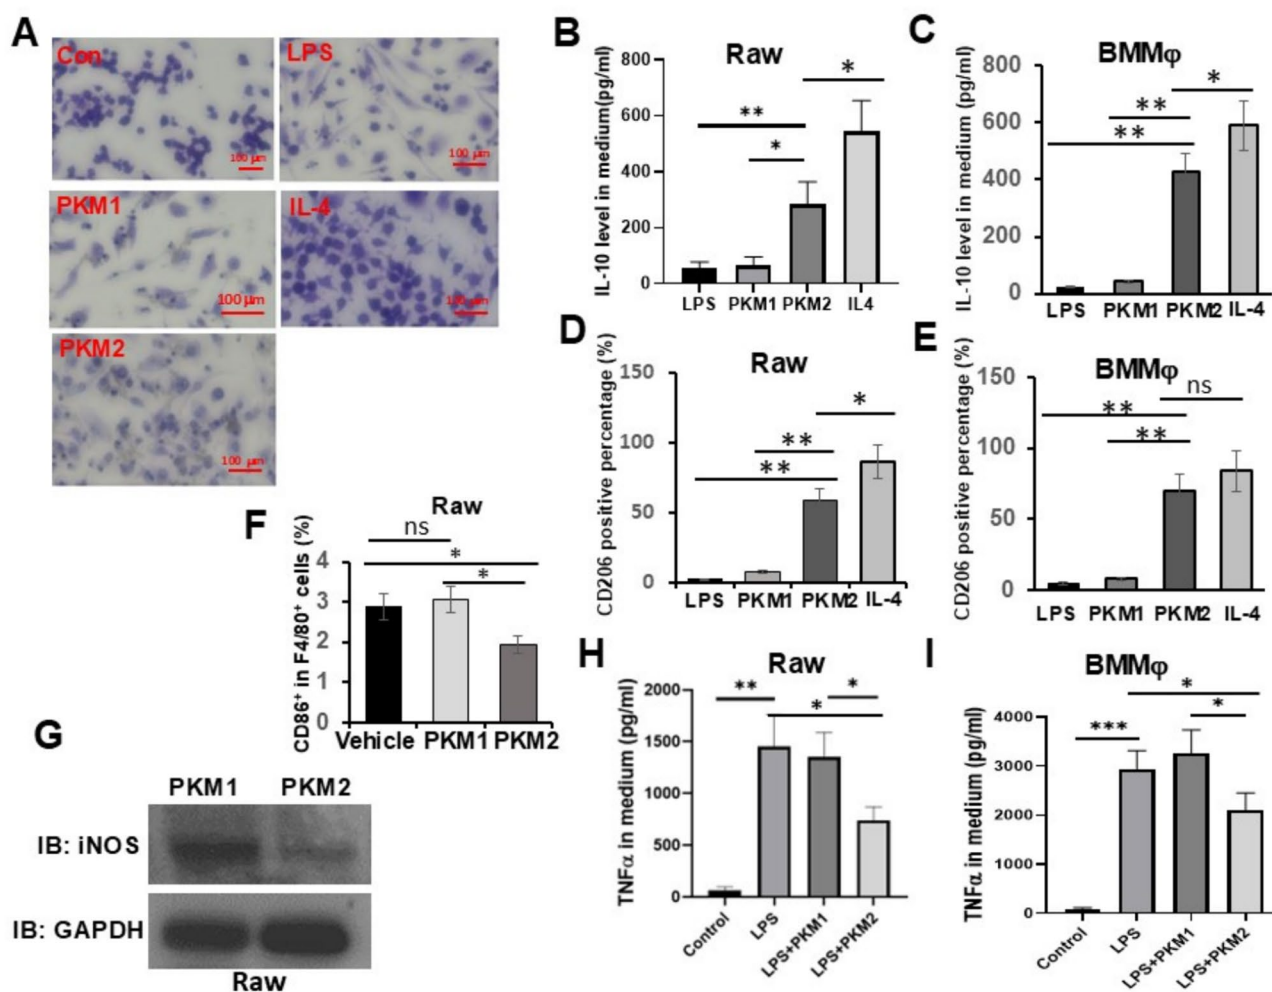 A
Con
100 μm
LPS
100 μm
PKM1
100 μm
IL-4
100 μm
PKM2
100 μm
B
Raw
IL-10 level in medium(pg/ml)
800
600
400
200
0
**
*
*
LPS PKM1 PKM2 IL4
C
BMMφ
IL-10 level in medium (pg/ml)
800
600
400
200
0
*
**
**
LPS PKM1 PKM2 IL-4
D
Raw
CD206 positive percentage (%)
150
100
50
0
*
**
**
LPS PKM1 PKM2 IL-4
E
BMMφ
CD206 positive percentage (%)
150
100
50
0
ns
**
**
LPS PKM1 PKM2 IL-4
F
Raw
CD86⁺ in F4/80⁺ cells (%)
4
3
2
1
0
ns
*
*
Vehicle PKM1 PKM2
G
PKM1 PKM2
IB: iNOS
IB: GAPDH
Raw
H
Raw
TNFα in medium (pg/ml)
2000
1500
1000
500
0
**
*
*
Control
LPS
LPS+PKM1
LPS+PKM2
I
BMMφ
TNFα in medium (pg/ml)
4000
3000
2000
1000
0
***
*
*
Control
LPS
LPS+PKM1
LPS+PKM2